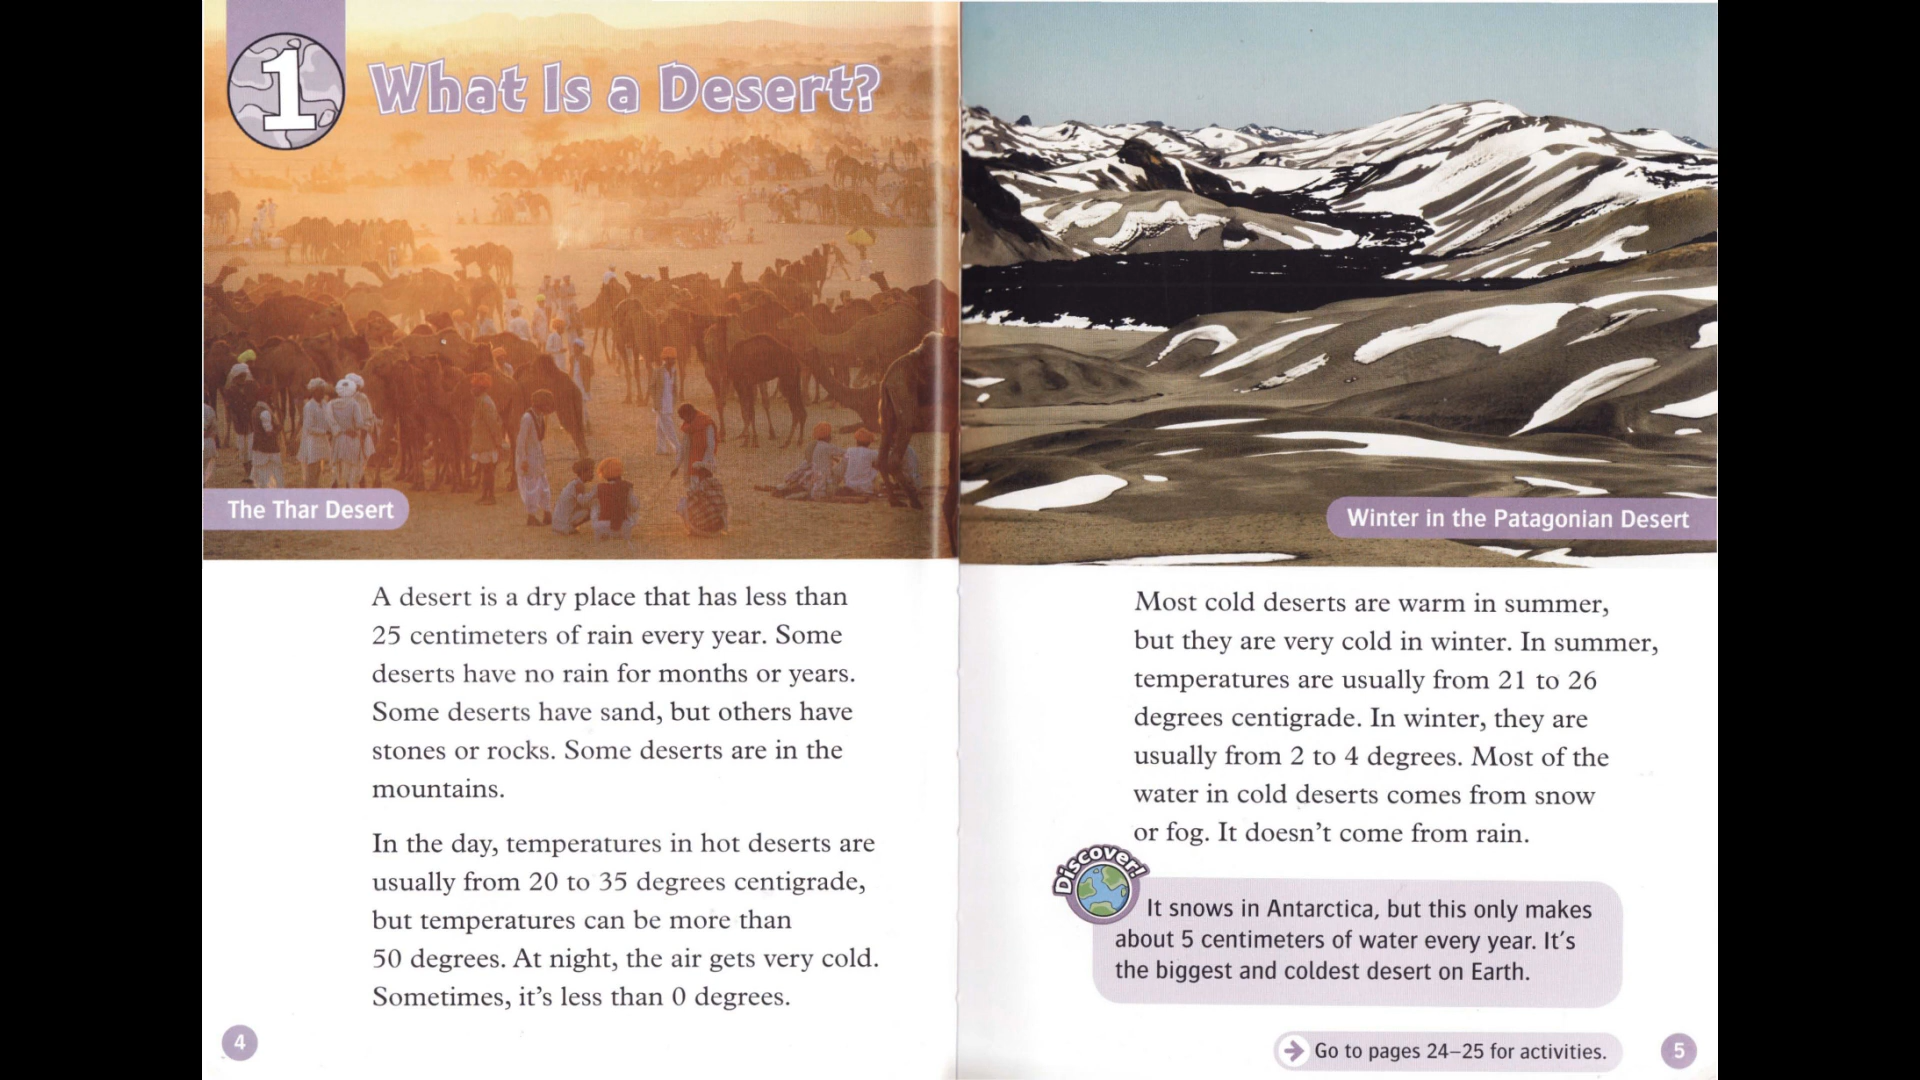 1
What Is a Desert?
The Thar Desert
A desert is a dry place that has less than
25 centimeters of rain every year. Some
deserts have no rain for months or years.
Some deserts have sand, but others have
stones or rocks. Some deserts are in the
mountains.
In the day, temperatures in hot deserts are
usually from 20 to 35 degrees centigrade,
but temperatures can be more than
50 degrees. At night, the air gets very cold.
Sometimes, it's less than 0 degrees.
4
Winter in the Patagonian Desert
Most cold deserts are warm in summer,
but they are very cold in winter. In summer,
temperatures are usually from 21 to 26
degrees centigrade. In winter, they are
usually from 2 to 4 degrees. Most of the
water in cold deserts comes from snow
or fog. It doesn't come from rain.
Discover!
It snows in Antarctica, but this only makes
about 5 centimeters of water every year. It's
the biggest and coldest desert on Earth.
Go to pages 24–25 for activities.
5